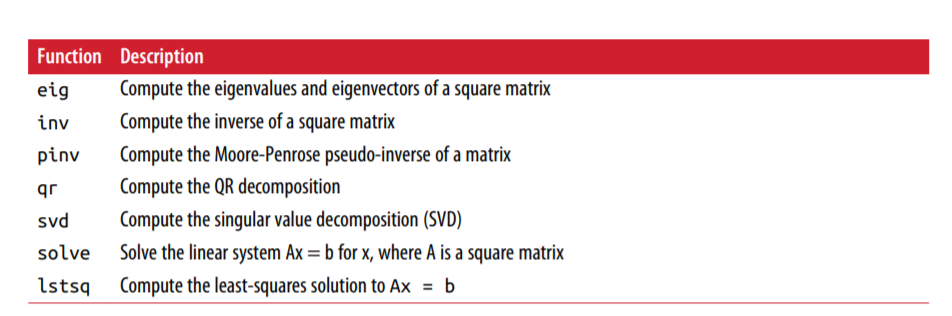 Function Description
eig Compute the eigenvalues and eigenvectors of a square matrix
inv Compute the inverse of a square matrix
pinv Compute the Moore-Penrose pseudo-inverse of a matrix
qr Compute the QR decomposition
svd Compute the singular value decomposition (SVD)
solve Solve the linear system Ax = b for x, where A is a square matrix
lstsq Compute the least-squares solution to Ax = b